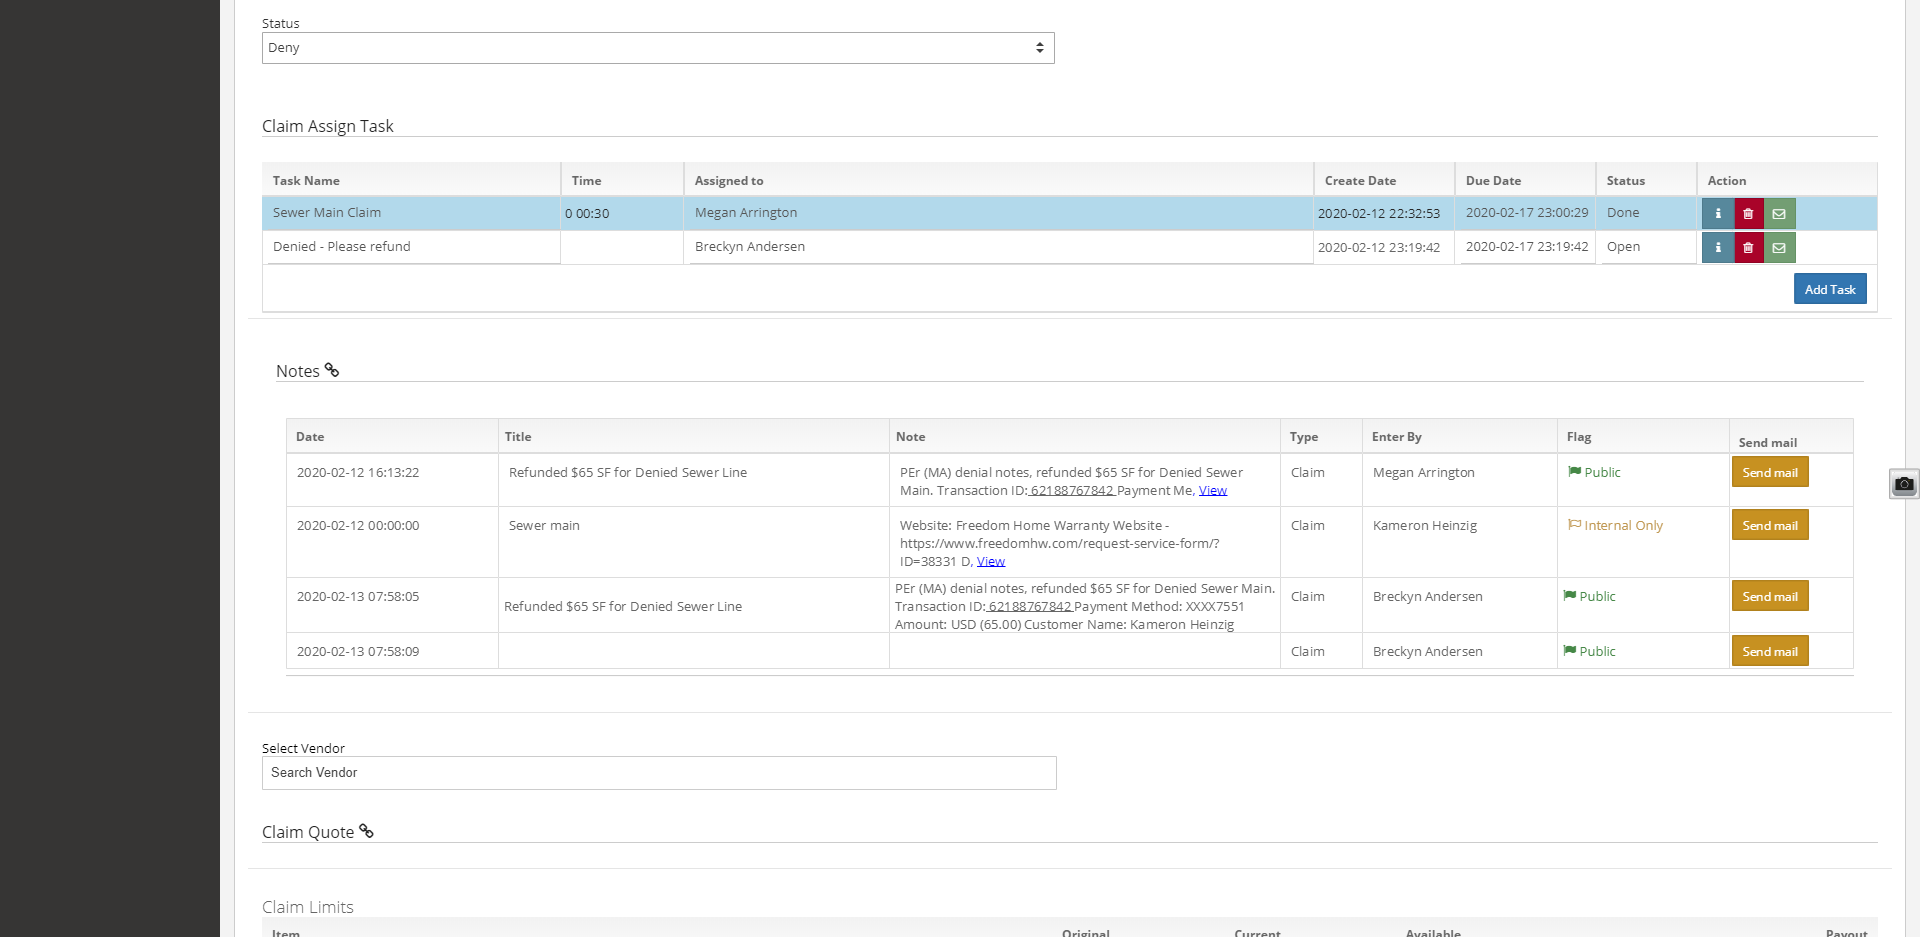 Status
Deny
Claim Assign Task
Task Name Time Assigned to Create Date Due Date Status Action
Sewer Main Claim 0 00:30 Megan Arrington 2020-02-12 22:32:53 2020-02-17 23:00:29 Done
Denied - Please refund Breckyn Andersen 2020-02-12 23:19:42 2020-02-17 23:19:42 Open
Add Task
Notes
Date Title Note Type Enter By Flag Send mail
2020-02-12 16:13:22 Refunded $65 SF for Denied Sewer Line PEr (MA) denial notes, refunded $65 SF for Denied Sewer Claim Megan Arrington Public Send mail
Main. Transaction ID: 62188767842 Payment Me, View
2020-02-12 00:00:00 Sewer main Website: Freedom Home Warranty Website - Claim Kameron Heinzig Internal Only Send mail
https://www.freedomhw.com/request-service-form/?
ID=38331 D, View
PEr (MA) denial notes, refunded $65 SF for Denied Sewer Main.
2020-02-13 07:58:05 Refunded $65 SF for Denied Sewer Line Transaction ID: 62188767842 Payment Method: XXXX7551 Claim Breckyn Andersen Public Send mail
Amount: USD (65.00) Customer Name: Kameron Heinzig
2020-02-13 07:58:09 Claim Breckyn Andersen Public Send mail
Select Vendor
Search Vendor
Claim Quote
Claim Limits
Item Original Current Available Payout